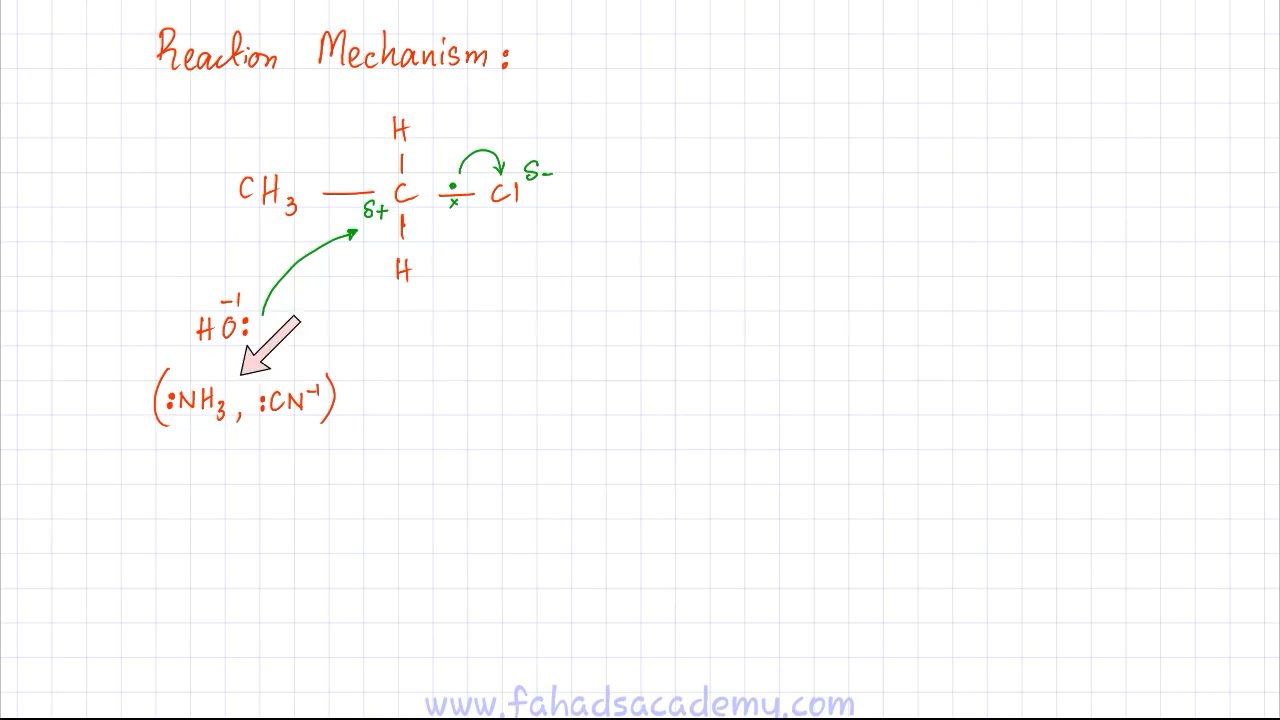 Reaction Mechanism:
H
CH3 — C — Cl δ-
δ+
H
-1
HO:
(:NH3, :CN-1)
www.fahadsacademy.com